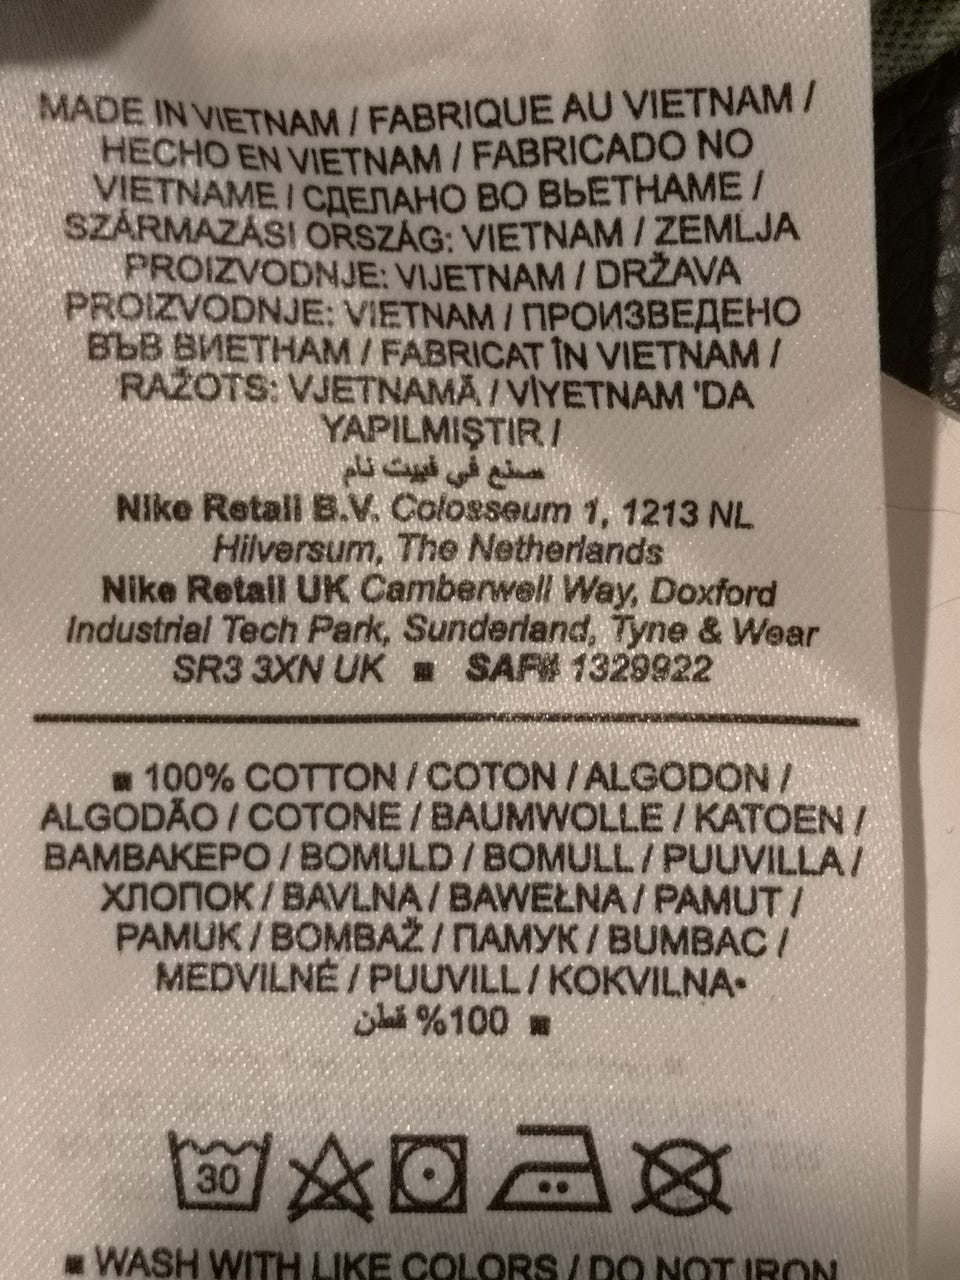 MADE IN VIETNAM / FABRIQUE AU VIETNAM /
HECHO EN VIETNAM / FABRICADO NO
VIETNAME / СДЕЛАНО ВО ВЬЕТНАМЕ /
SZÁRMAZÁSI ORSZÁG: VIETNAM / ZEMLJA
PROIZVODNJE: VIJETNAM / DRŽAVA
PROIZVODNJE: VIETNAM / ПРОИЗВЕДЕНО
ВЪВ ВИЕТНАМ / FABRICAT ÎN VIETNAM /
RAŽOTS: VJETNAMĀ / VİYETNAM 'DA
YAPILMIŞTIR /
صنع في فييت نام
Nike Retail B.V. Colosseum 1, 1213 NL
Hilversum, The Netherlands
Nike Retail UK Camberwell Way, Doxford
Industrial Tech Park, Sunderland, Tyne & Wear
SR3 3XN UK ■ SAF# 1329922
■ 100% COTTON / COTON / ALGODON /
ALGODÃO / COTONE / BAUMWOLLE / KATOEN /
ΒΑΜΒΑΚΕΡΟ / BOMULD / BOMULL / PUUVILLA /
ХЛОПОК / BAVLNA / BAWEŁNA / PAMUT /
PAMUK / BOMBAŽ / ПАМУК / BUMBAC /
MEDVILNĖ / PUUVILL / KOKVILNA•
100% قطن ■
30
■ WASH WITH LIKE COLORS / DO NOT IRON